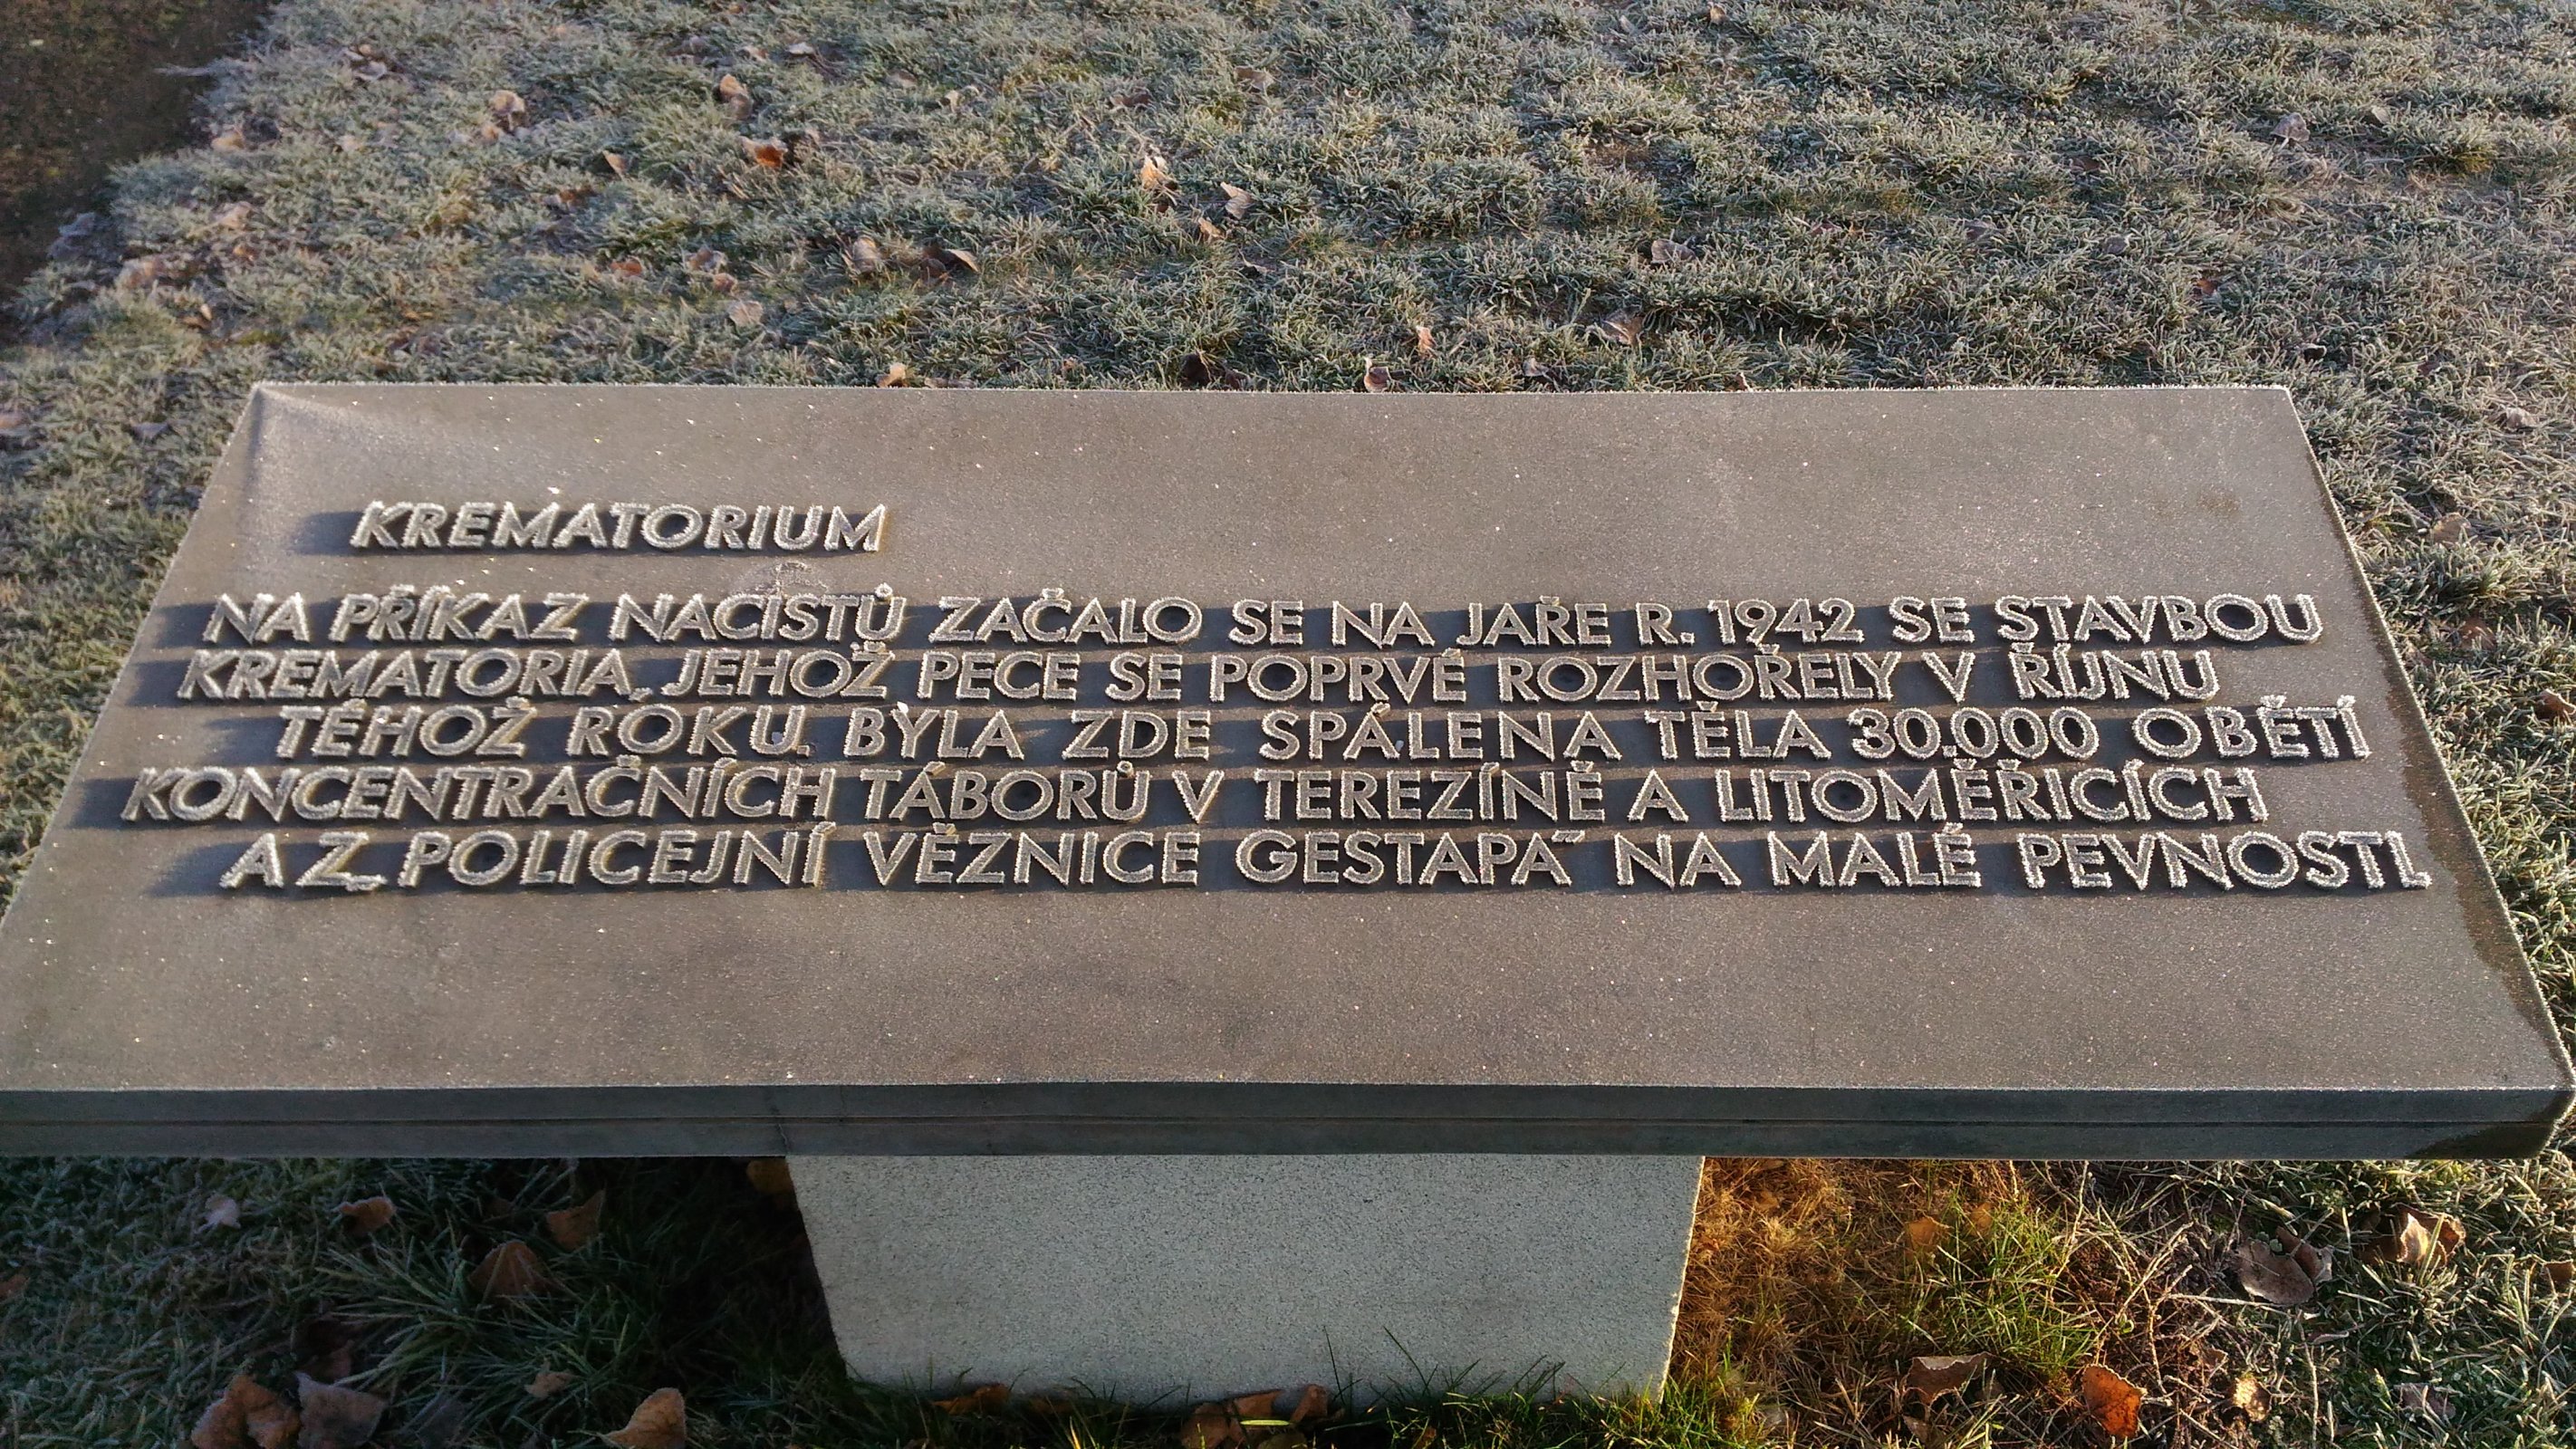 KREMATORIUM
NA PŘÍKAZ NACISTŮ ZAČALO SE NA JAŘE R. 1942 SE STAVBOU
KREMATORIA, JEHOŽ PECE SE POPRVÉ ROZHOŘELY V ŘÍJNU
TÉHOŽ ROKU. BYLA ZDE SPÁLENA TĚLA 30.000 OBĚTÍ
KONCENTRAČNÍCH TÁBORŮ V TEREZÍNĚ A LITOMĚŘICÍCH
A Z „POLICEJNÍ VĚZNICE GESTAPA" NA MALÉ PEVNOSTI.